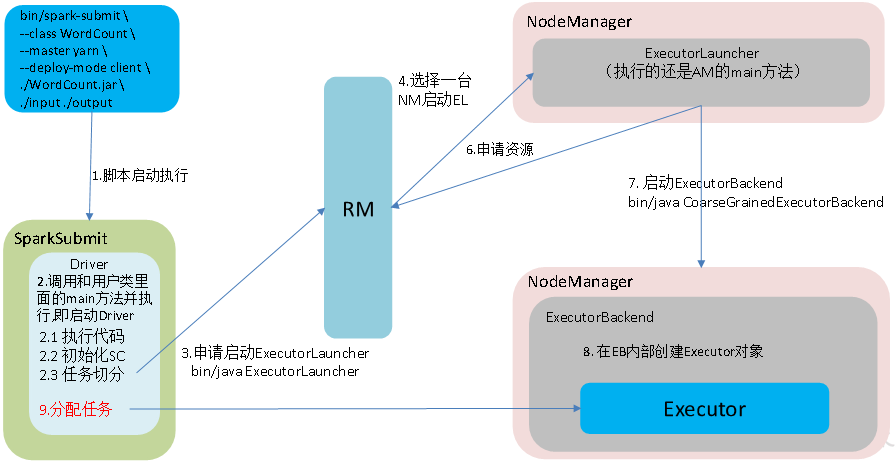 bin/spark-submit \
--class WordCount \
--master yarn \
--deploy-mode client \
./WordCount.jar \
./input ./output
1.脚本启动执行
SparkSubmit
Driver
2.调用和用户类里
面的main方法并执
行,即启动Driver
2.1 执行代码
2.2 初始化SC
2.3 任务切分
9.分配任务
3.申请启动ExecutorLauncher
bin/java ExecutorLauncher
RM
4.选择一台
NM启动EL
6.申请资源
NodeManager
ExecutorLauncher
（执行的还是AM的main方法）
7. 启动ExecutorBackend
bin/java CoarseGrainedExecutorBackend
NodeManager
ExecutorBackend
8. 在EB内部创建Executor对象
Executor